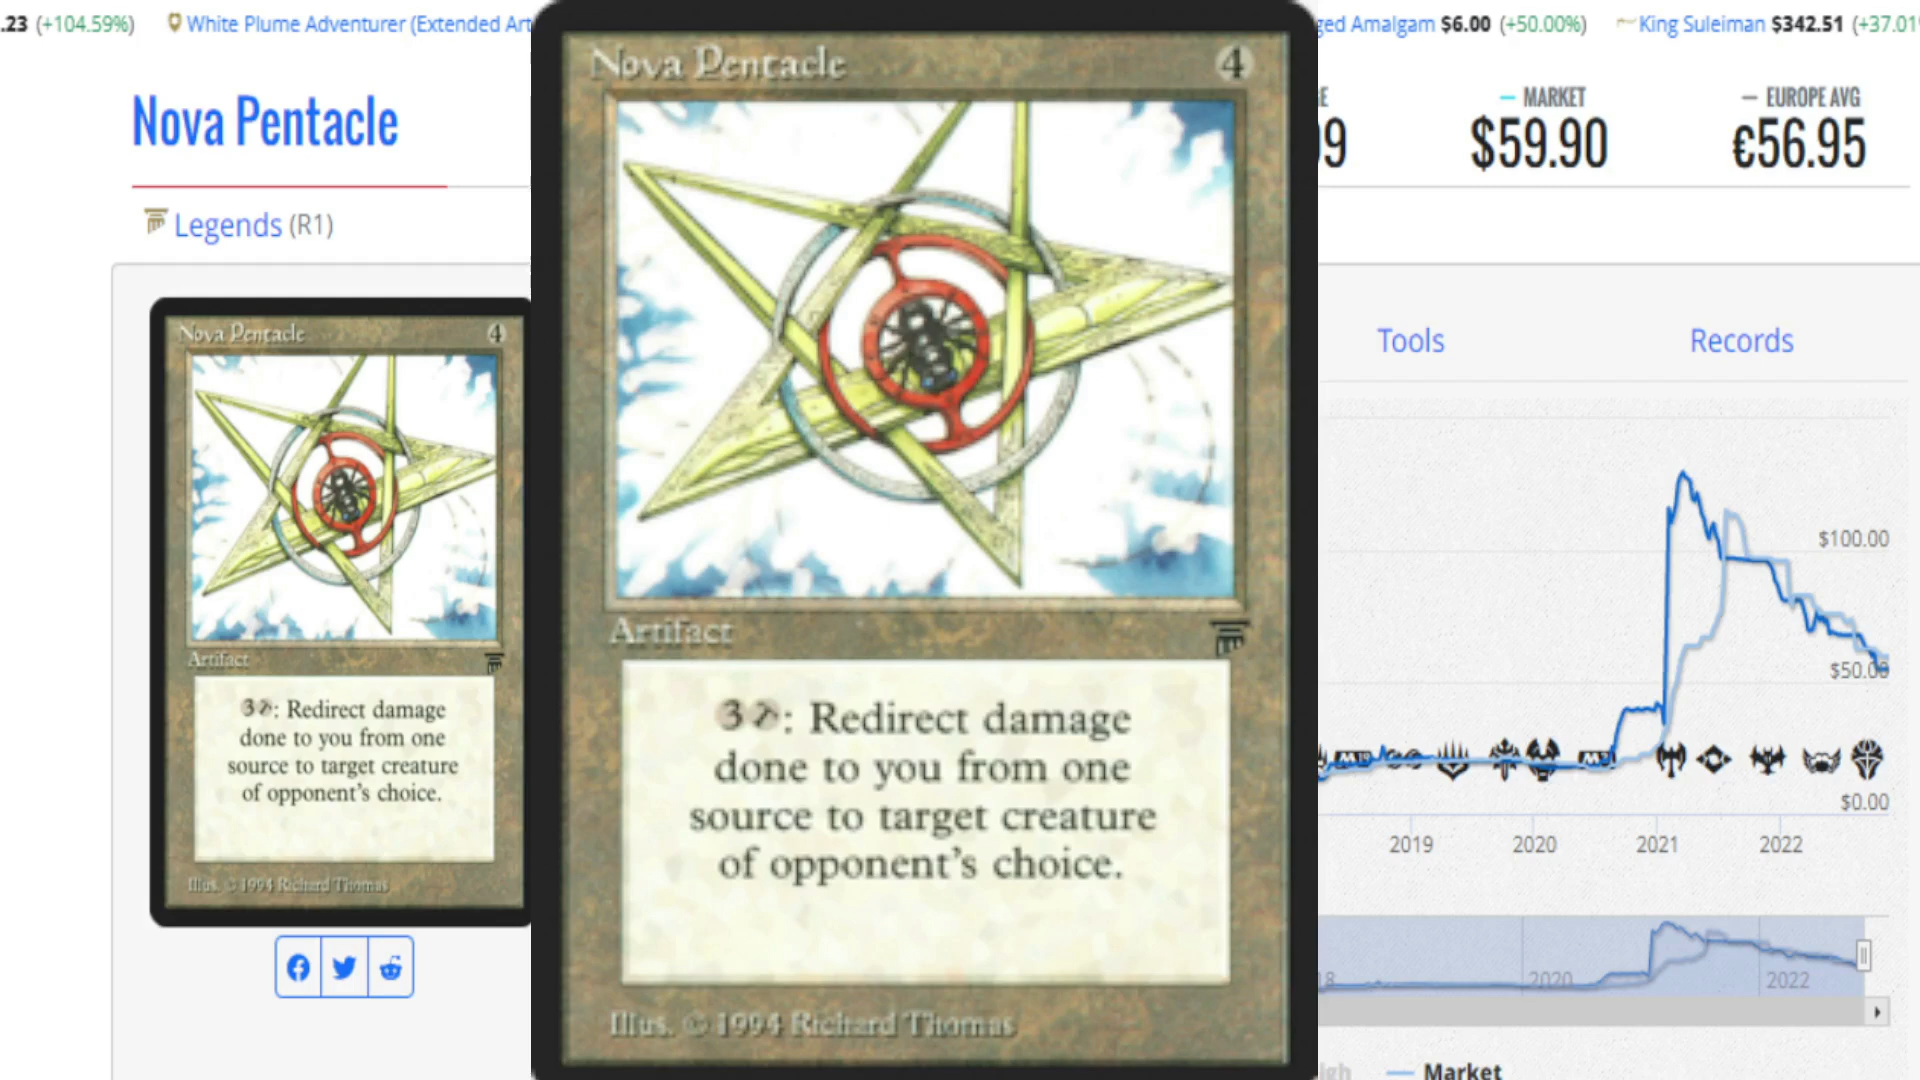 .23 (+104.59%) White Plume Adventurer (Extended Art
ged Amalgam $6.00 (+50.00%) King Suleiman $342.51 (+37.01
Nova Pentacle
Legends (R1)
Nova Pentacle 4
Artifact
3 : Redirect damage
done to you from one
source to target creature
of opponent's choice.
Illus. © 1994 Richard Thomas
Nova Pentacle 4
Artifact
3 : Redirect damage
done to you from one
source to target creature
of opponent's choice.
Illus. © 1994 Richard Thomas
MARKET
EUROPE AVG
$59.90
€56.95
Tools
Records
$100.00
$50.00
$0.00
2019 2020 2021 2022
2020 2022
Market